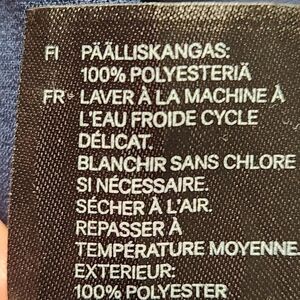 FI PÄÄLLISKANGAS:
100% POLYESTERIÄ
FR LAVER À LA MACHINE À
L'EAU FROIDE CYCLE
DÉLICAT.
BLANCHIR SANS CHLORE
SI NÉCESSAIRE.
SÉCHER À L'AIR.
REPASSER À
TEMPÉRATURE MOYENNE
EXTERIEUR:
100% POLYESTER